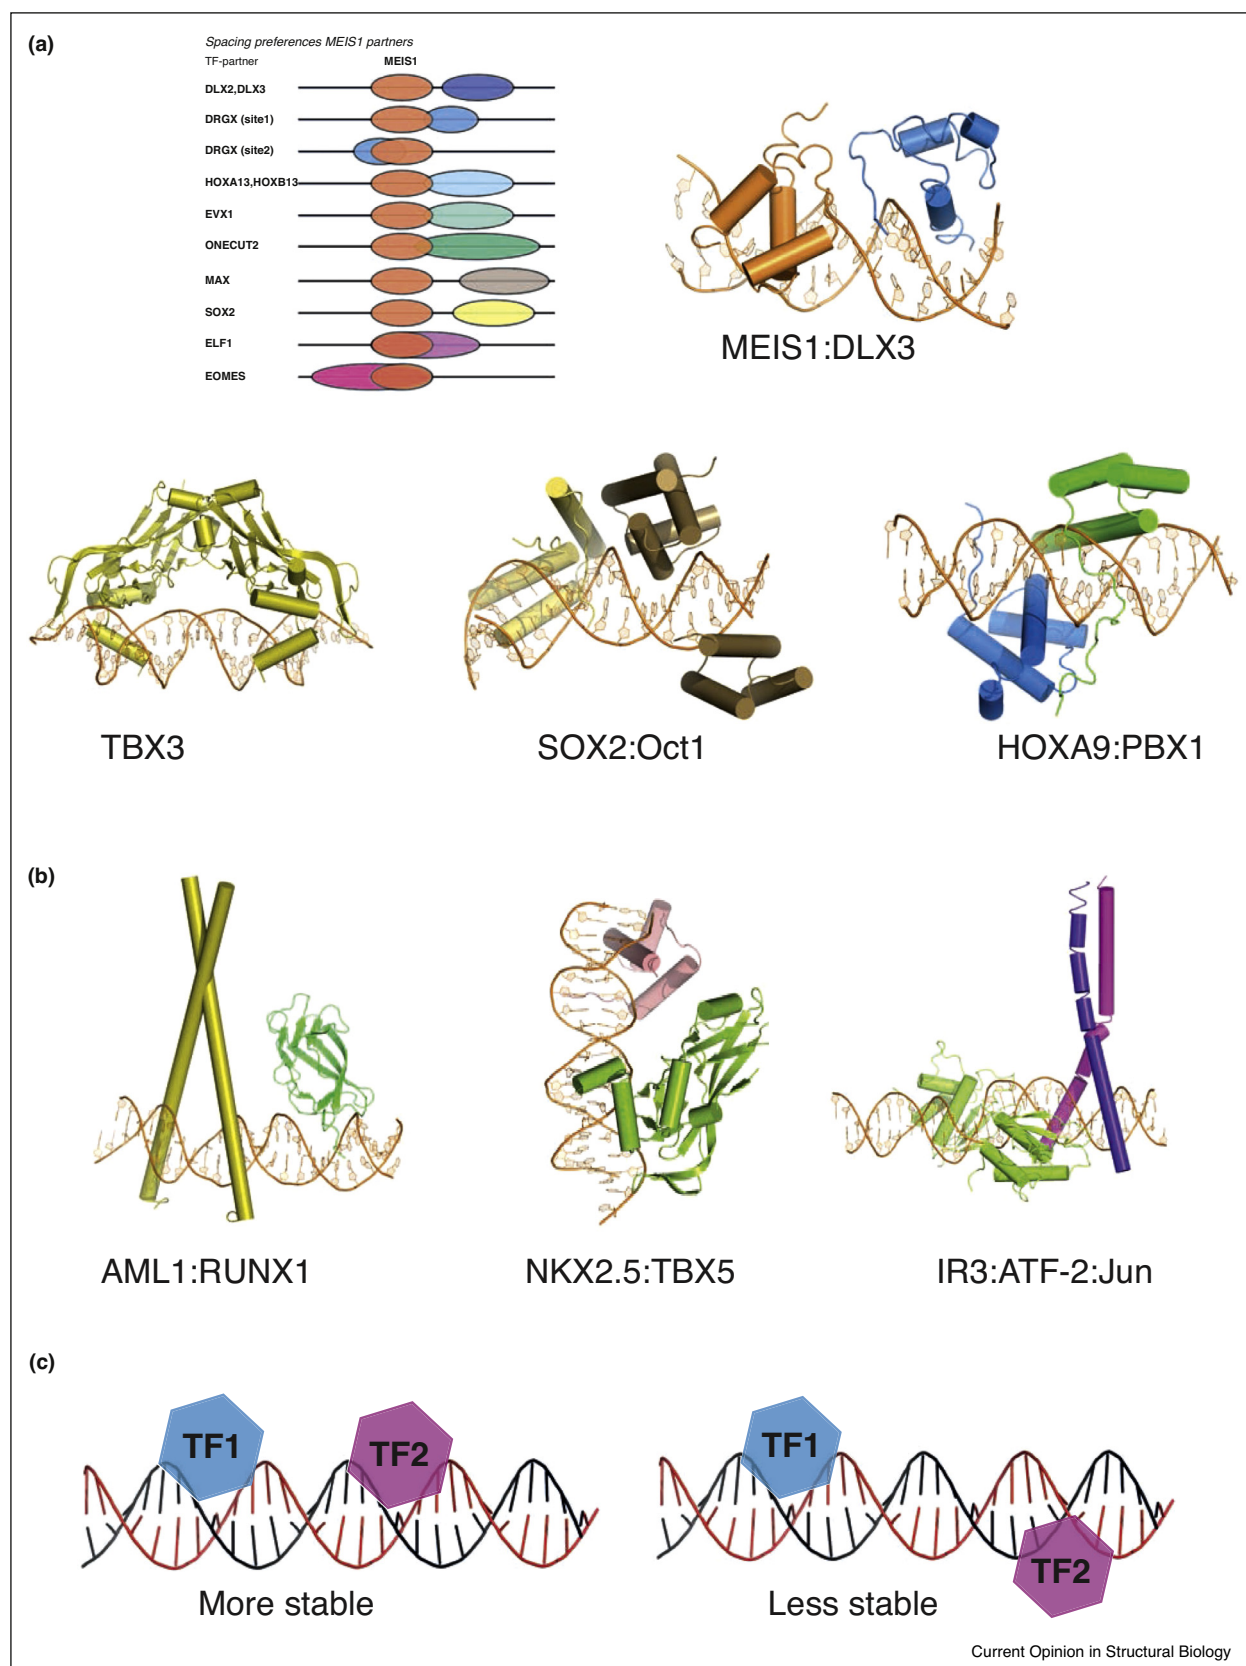 (a)
Spacing preferences MEIS1 partners
TF-partner MEIS1
DLX2,DLX3
DRGX (site1)
DRGX (site2)
HOXA13,HOXB13
EVX1
ONECUT2
MAX
SOX2
ELF1
EOMES
MEIS1:DLX3
TBX3
SOX2:Oct1
HOXA9:PBX1
(b)
AML1:RUNX1
NKX2.5:TBX5
IR3:ATF-2:Jun
(c)
TF1
TF2
TF1
TF2
More stable
Less stable
Current Opinion in Structural Biology